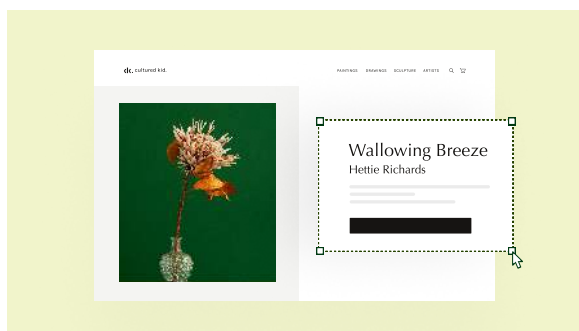 cultured kid.
PAINTINGS DRAWINGS SCULPTURE ARTISTS
Wallowing Breeze
Hettie Richards